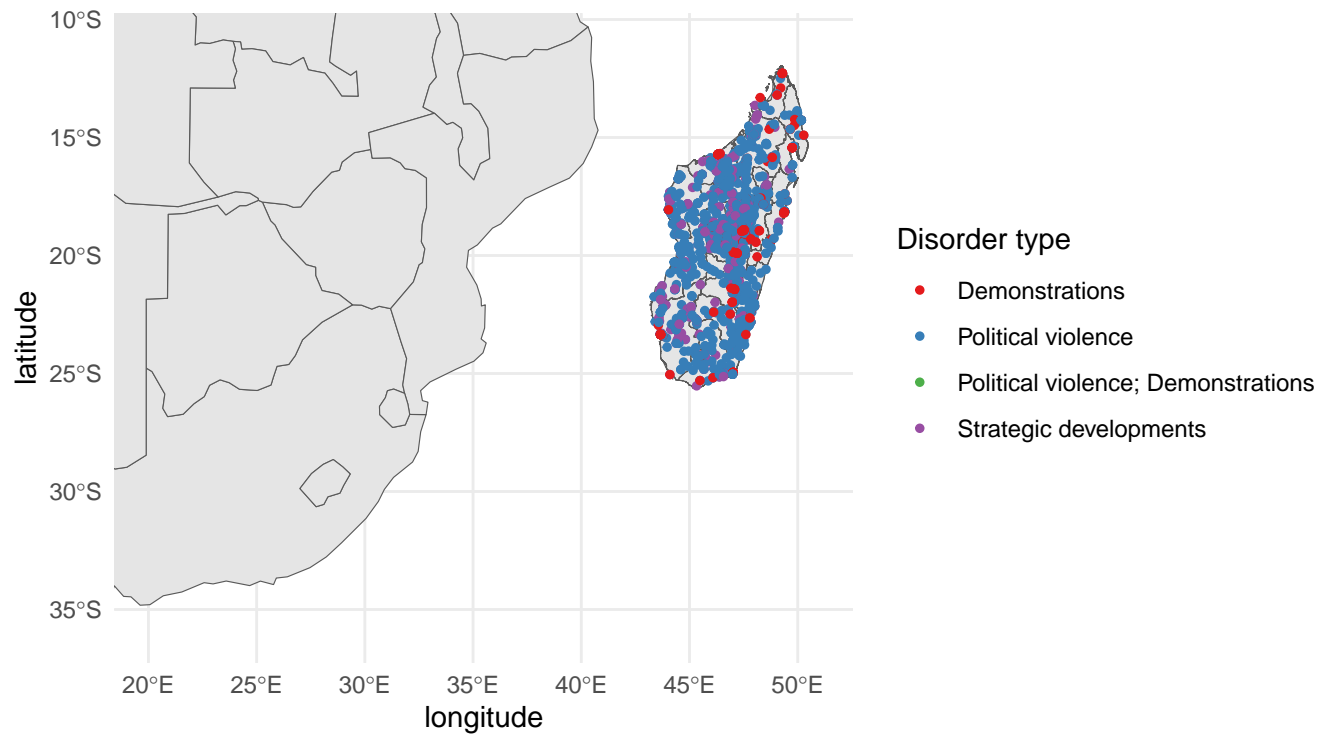 10°S
15°S
20°S
25°S
30°S
35°S
latitude
20°E
25°E
30°E
35°E
40°E
45°E
50°E
longitude
Disorder type
Demonstrations
Political violence
Political violence; Demonstrations
Strategic developments